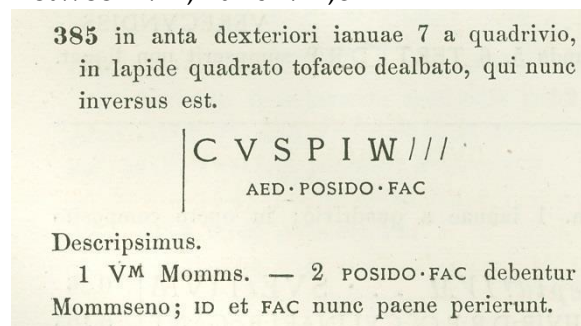 385 in anta dexteriori ianuae 7 a quadrivio,
in lapide quadrato tofaceo dealbato, qui nunc
inversus est.
C V S P I W///
AED·POSIDO·FAC
Descripsimus.
1 VM Momms. — 2 POSIDO·FAC debentur
Mommseno; ID et FAC nunc paene perierunt.